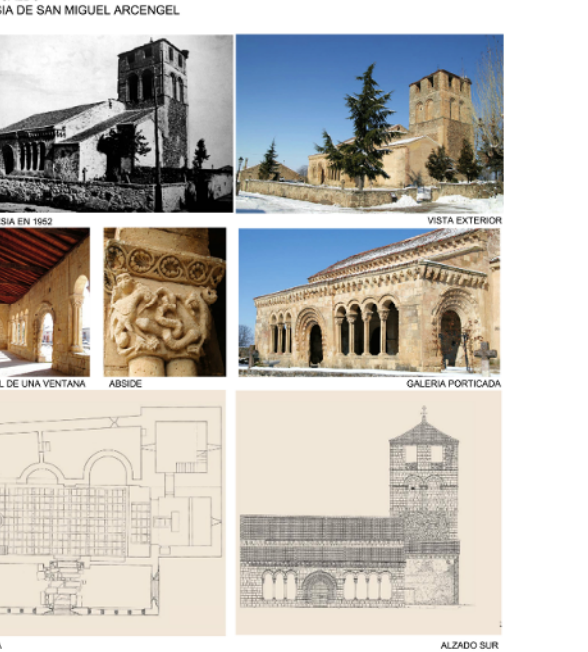 SIA DE SAN MIGUEL ARCENGEL
SIA EN 1952
VISTA EXTERIOR
L DE UNA VENTANA
ABSIDE
GALERIA PORTICADA
A
ALZADO SUR